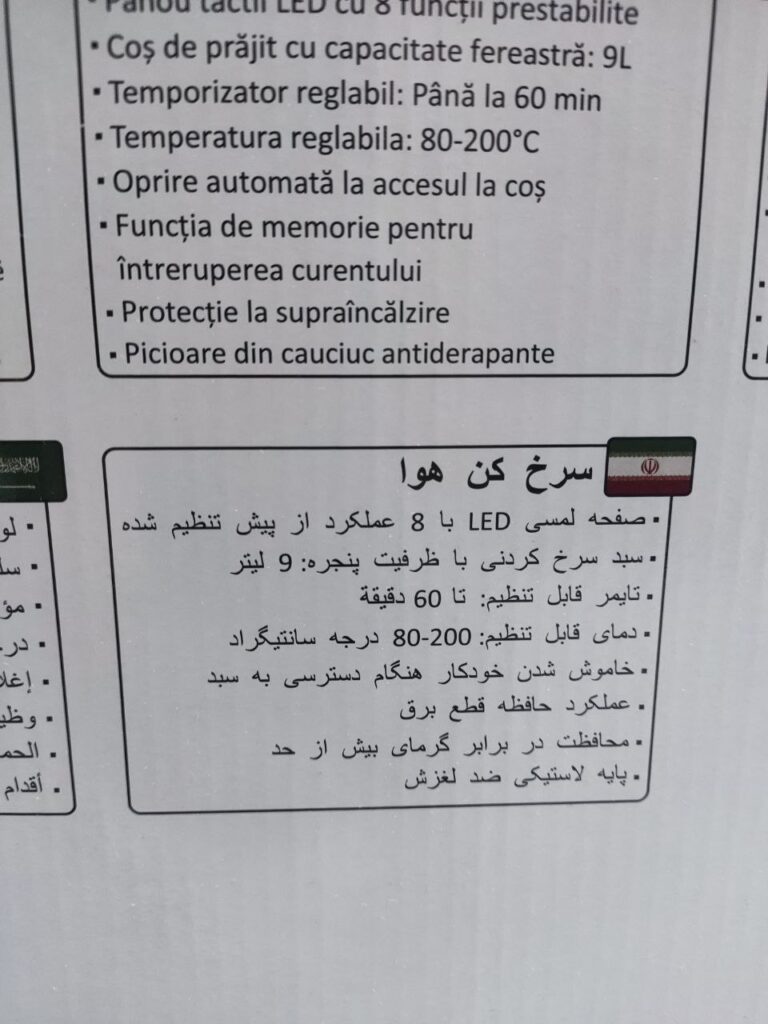 Panou tactil LED cu 8 funcții prestabilite
▪ Coș de prăjit cu capacitate fereastră: 9L
▪ Temporizator reglabil: Până la 60 min
▪ Temperatura reglabila: 80-200°C
▪ Oprire automată la accesul la coș
▪ Funcția de memorie pentru
întreruperea curentului
▪ Protecție la supraîncălzire
▪ Picioare din cauciuc antiderapante
سرخ کن هوا
▪ صفحه لمسی LED با 8 عملکرد از پیش تنظیم شده
▪ سبد سرخ کردنی با ظرفیت پنجره: 9 لیتر
▪ تایمر قابل تنظیم: تا 60 دقیقة
▪ دمای قابل تنظیم: 200-80 درجه سانتیگراد
▪ خاموش شدن خودکار هنگام دسترسی به سبد
▪ عملکرد حافظه قطع برق
▪ محافظت در برابر گرمای بیش از حد
▪ پایه لاستیکی ضد لغزش
▪ أقدام